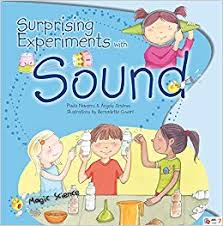 Surprising
Experiments with
Sound
Paula Navarro & Àngels Jiménez
Illustrations by Bernadette Cuxart
Magic Science